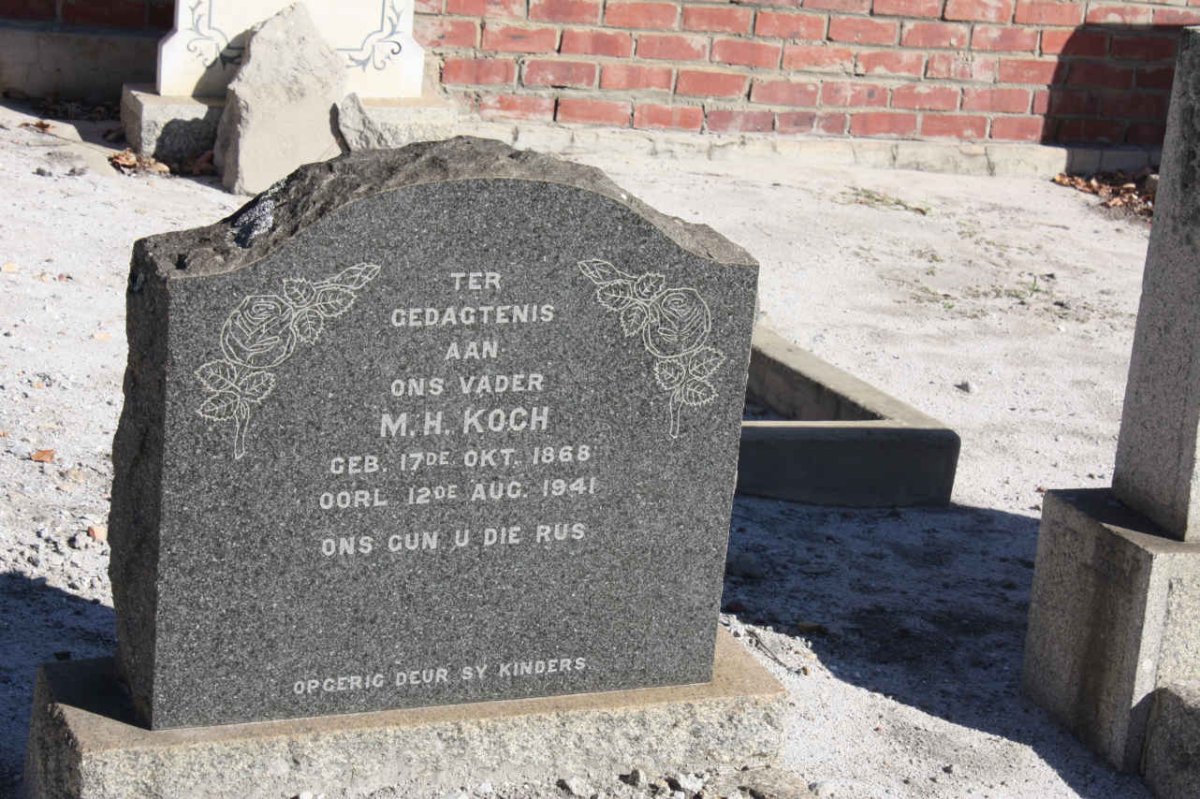 TER
GEDAGTENIS
AAN
ONS VADER
M. H. KOCH
GEB. 17DE OKT. 1868
OORL 12DE AUG. 1941
ONS GUN U DIE RUS
OPGERIG DEUR SY KINDERS.